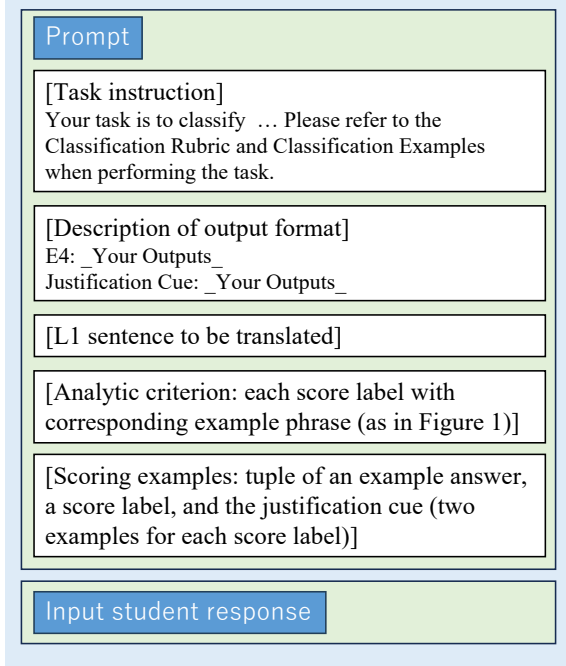 Prompt
[Task instruction]
Your task is to classify … Please refer to the
Classification Rubric and Classification Examples
when performing the task.
[Description of output format]
E4: _Your Outputs_
Justification Cue: _Your Outputs_
[L1 sentence to be translated]
[Analytic criterion: each score label with
corresponding example phrase (as in Figure 1)]
[Scoring examples: tuple of an example answer,
a score label, and the justification cue (two
examples for each score label)]
Input student response